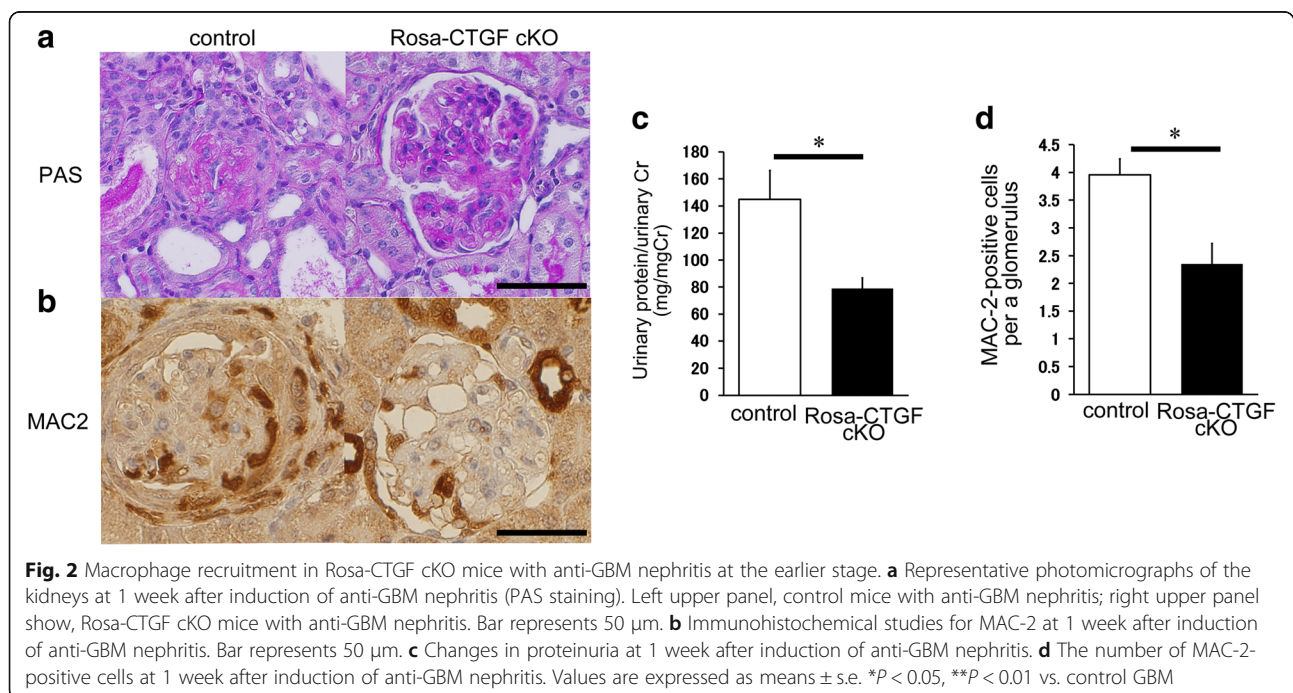 a
control
Rosa-CTGF cKO
PAS
b
MAC2
c
Urinary protein/urinary Cr
(mg/mgCr)
180
160
140
120
100
80
60
40
20
0
*
control
Rosa-CTGF
cKO
d
MAC-2-positive cells
per a glomerulus
4.5
4
3.5
3
2.5
2
1.5
1
0.5
0
*
control
Rosa-CTGF
cKO
Fig. 2 Macrophage recruitment in Rosa-CTGF cKO mice with anti-GBM nephritis at the earlier stage. a Representative photomicrographs of the
kidneys at 1 week after induction of anti-GBM nephritis (PAS staining). Left upper panel, control mice with anti-GBM nephritis; right upper panel
show, Rosa-CTGF cKO mice with anti-GBM nephritis. Bar represents 50 μm. b Immunohistochemical studies for MAC-2 at 1 week after induction
of anti-GBM nephritis. Bar represents 50 μm. c Changes in proteinuria at 1 week after induction of anti-GBM nephritis. d The number of MAC-2-
positive cells at 1 week after induction of anti-GBM nephritis. Values are expressed as means ± s.e. *P < 0.05, **P < 0.01 vs. control GBM